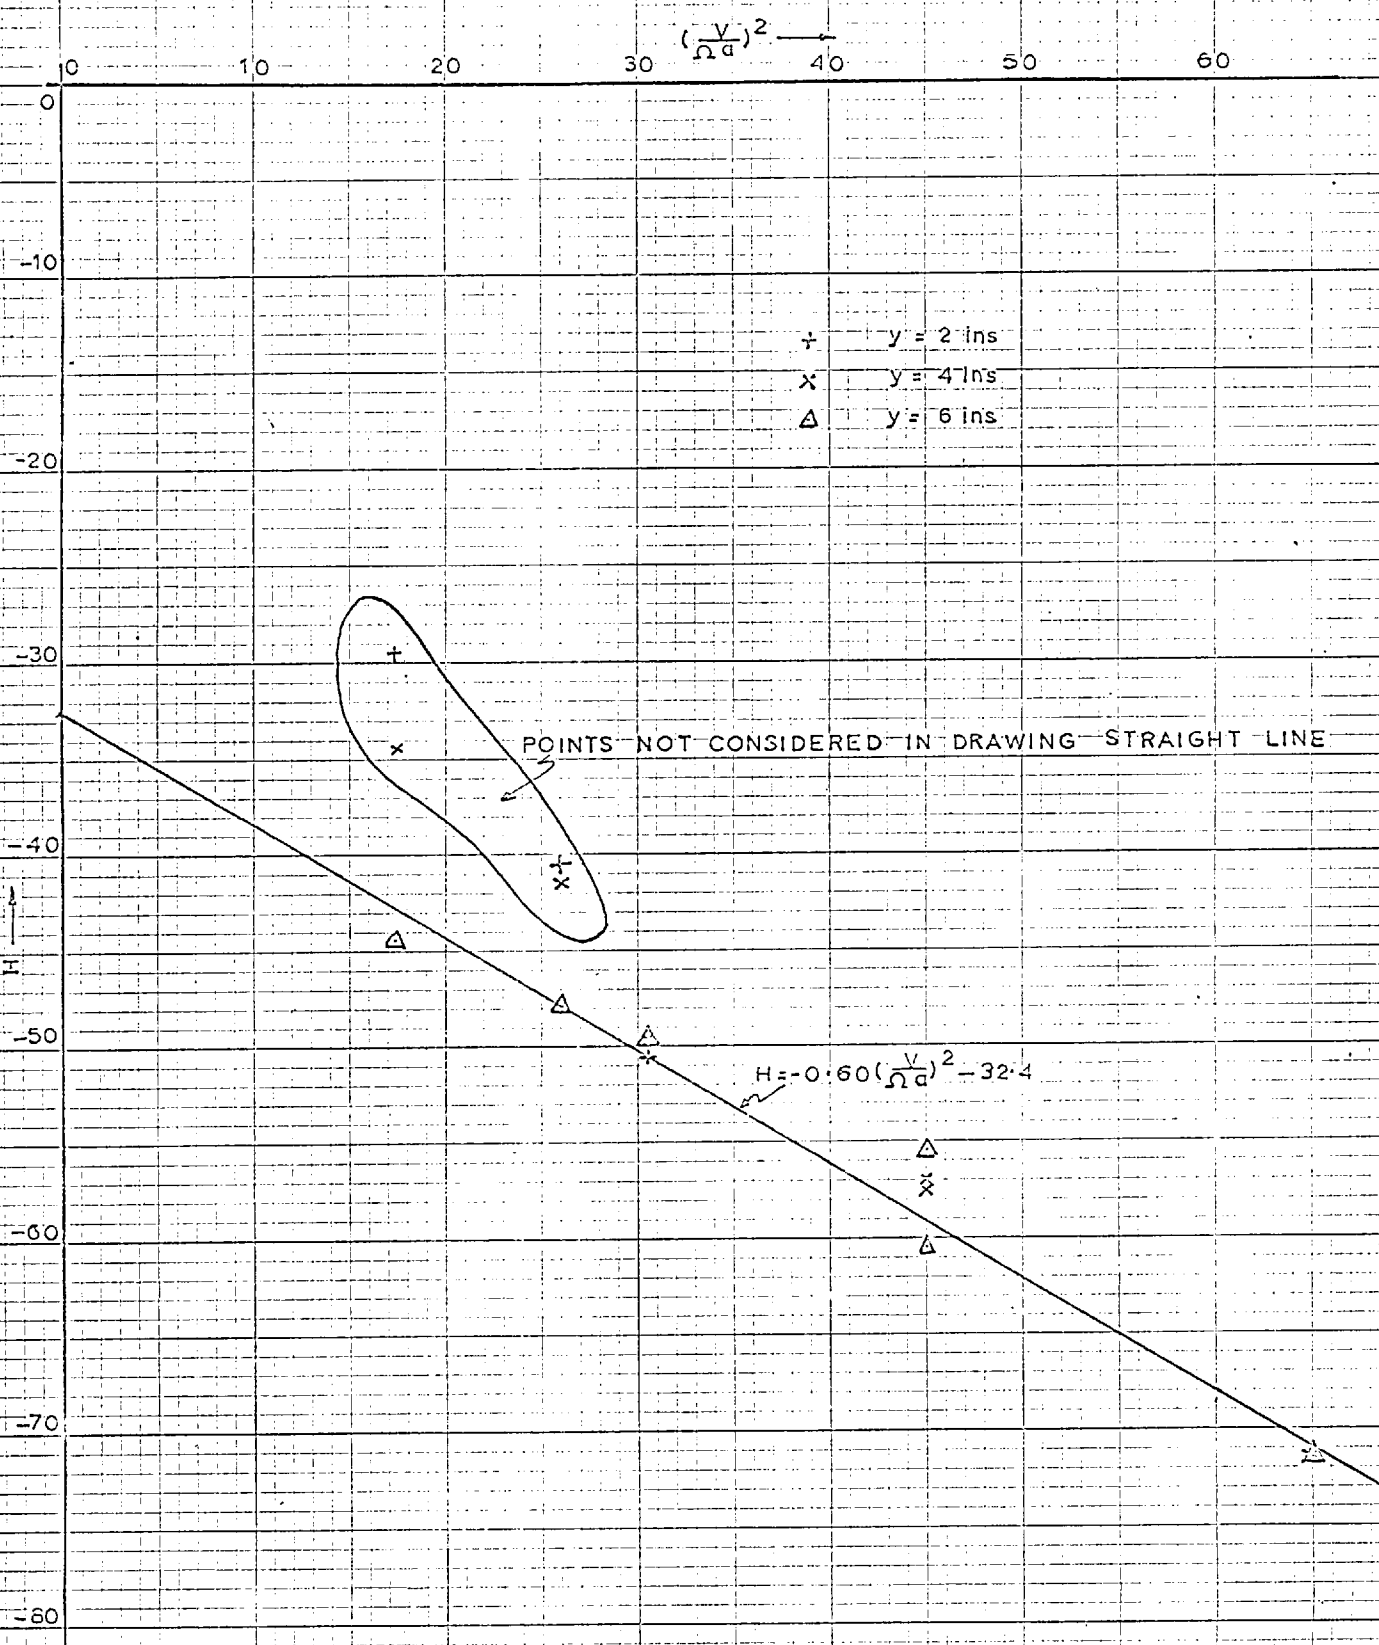 (V/Ωa)² →
10 10 20 30 40 50 60
0
-10
+ y = 2 ins
x y = 4 ins
△ y = 6 ins
-20
-30
POINTS NOT CONSIDERED IN DRAWING STRAIGHT LINE
-40
H →
-50
H=-0·60(V/Ωa)²-32·4
-60
-70
-80